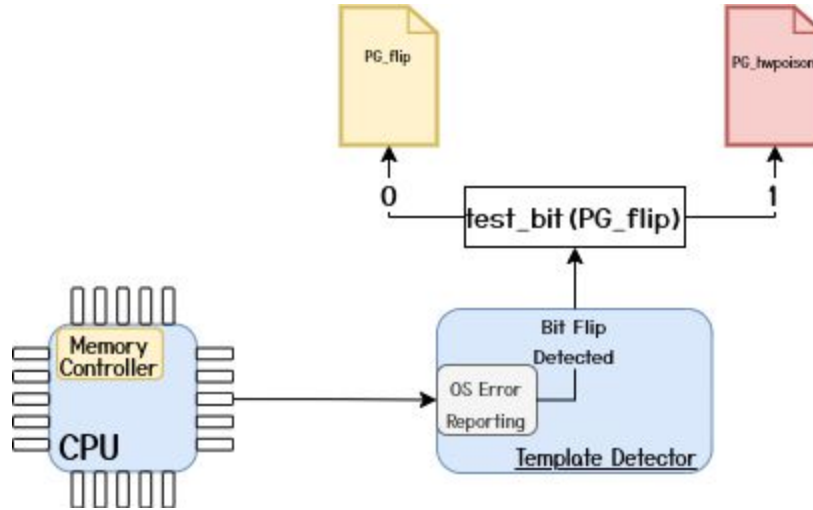 PG_flip
PG_hwpoison
0
1
test_bit(PG_flip)
Bit Flip
Detected
Memory
Controller
OS Error
Reporting
CPU
Template Detector